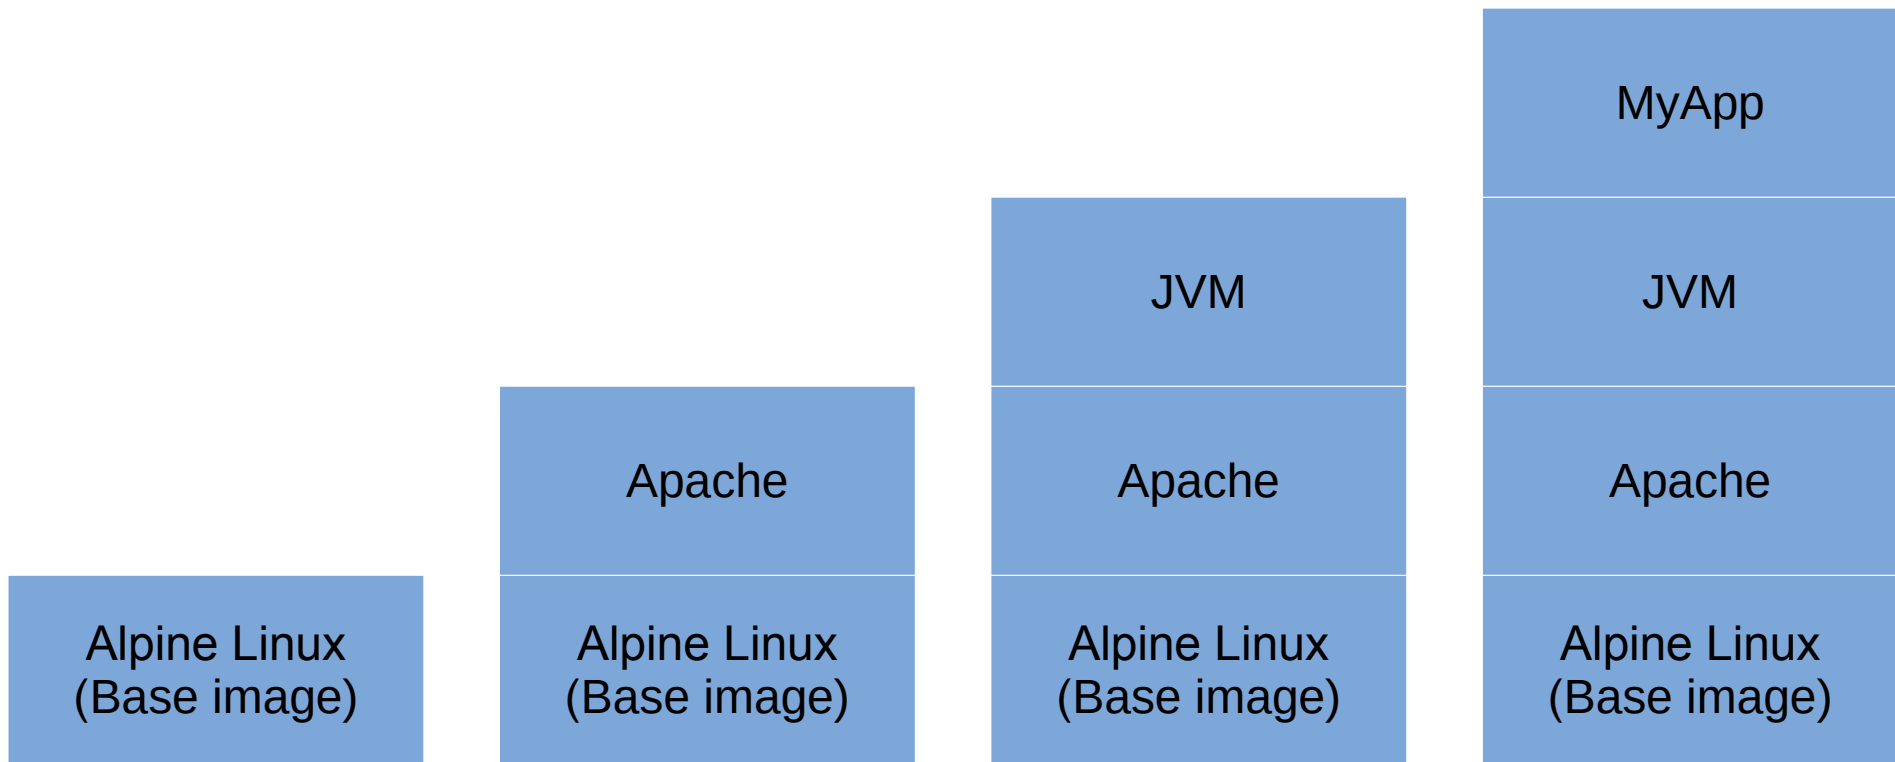 MyApp
JVM
JVM
Apache
Apache
Apache
Alpine Linux
(Base image)
Alpine Linux
(Base image)
Alpine Linux
(Base image)
Alpine Linux
(Base image)